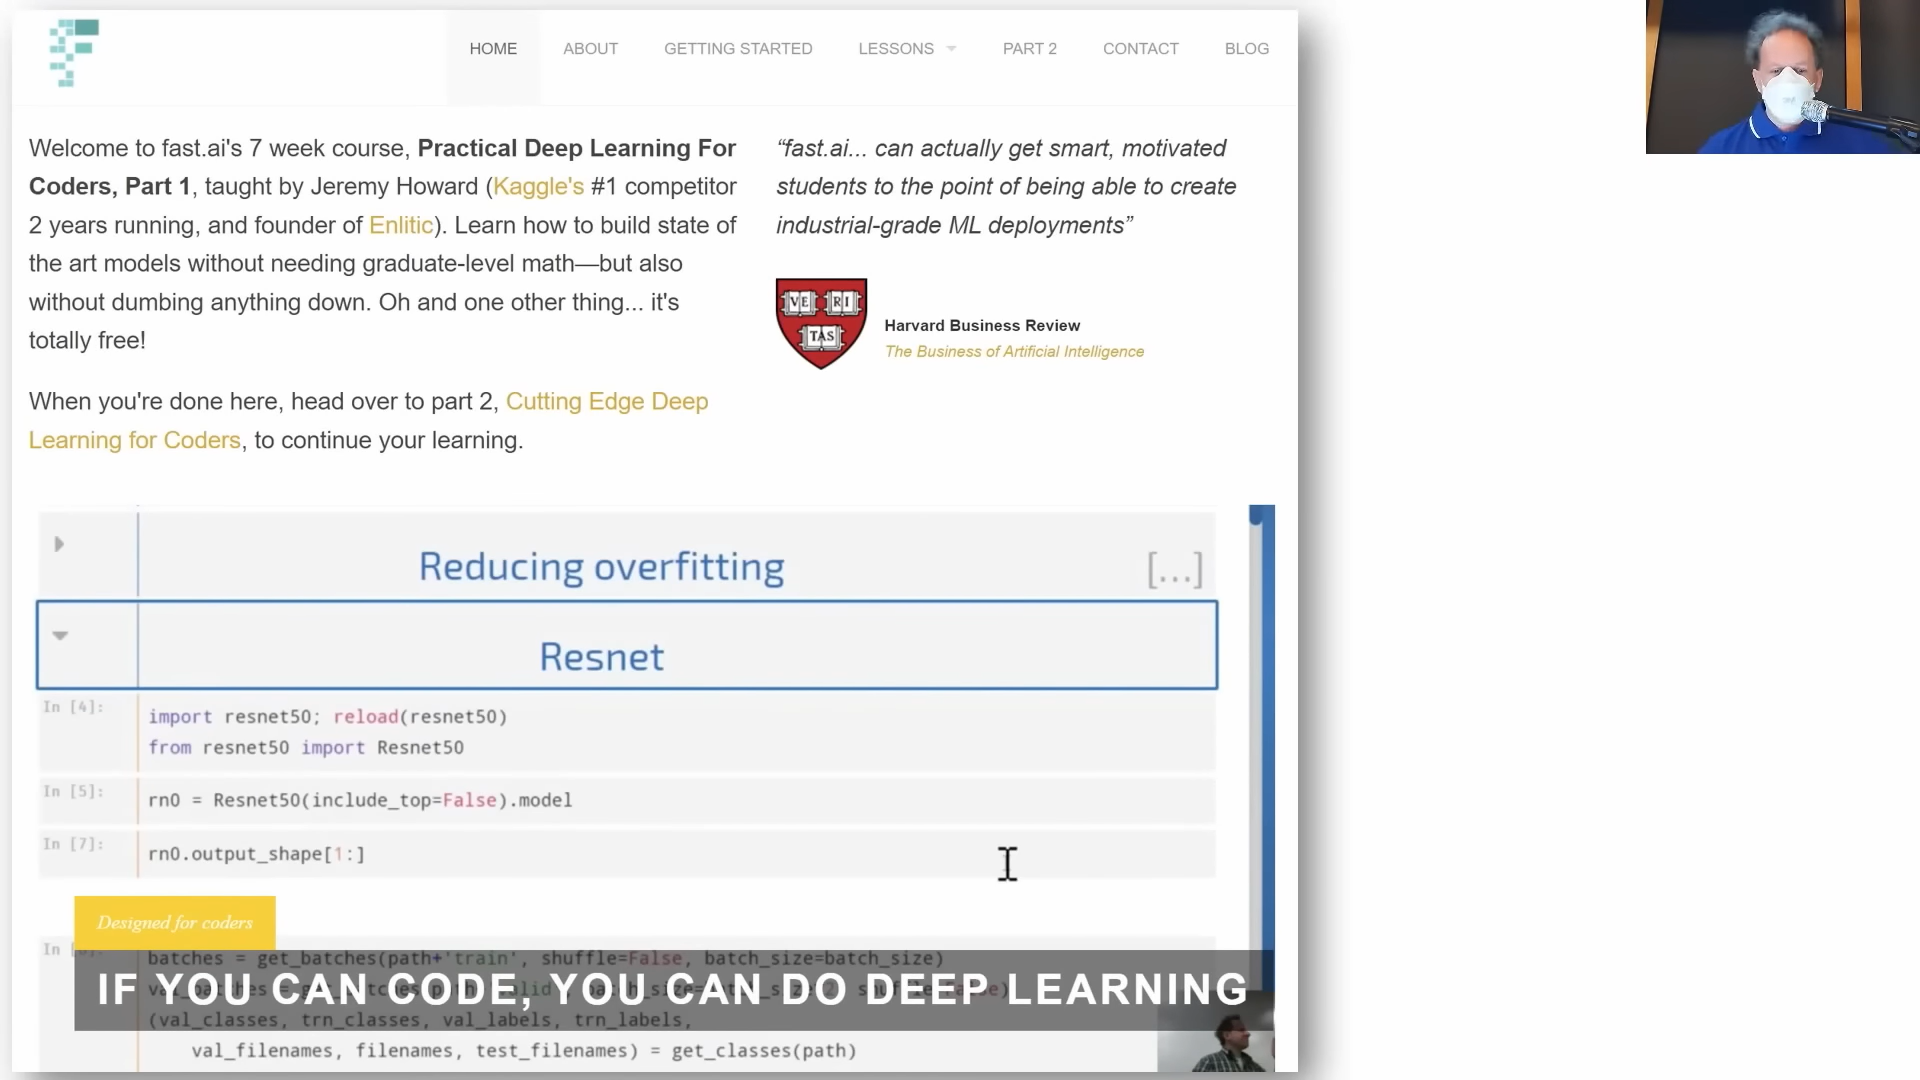 HOME ABOUT GETTING STARTED LESSONS PART 2 CONTACT BLOG
Welcome to fast.ai's 7 week course, Practical Deep Learning For
Coders, Part 1, taught by Jeremy Howard (Kaggle's #1 competitor
2 years running, and founder of Enlitic). Learn how to build state of
the art models without needing graduate-level math—but also
without dumbing anything down. Oh and one other thing... it's
totally free!
When you're done here, head over to part 2, Cutting Edge Deep
Learning for Coders, to continue your learning.
“fast.ai... can actually get smart, motivated
students to the point of being able to create
industrial-grade ML deployments”
VE RI
TAS
Harvard Business Review
The Business of Artificial Intelligence
Reducing overfitting
[...]
Resnet
In [4]:
import resnet50; reload(resnet50)
from resnet50 import Resnet50
In [5]:
rn0 = Resnet50(include_top=False).model
In [7]:
rn0.output_shape[1:]
Designed for coders
In
batches = get_batches(path+'train', shuffle=False, batch_size=batch_size)
IF YOU CAN CODE, YOU CAN DO DEEP LEARNING
(val_classes, trn_classes, val_labels, trn_labels,
val_filenames, filenames, test_filenames) = get_classes(path)